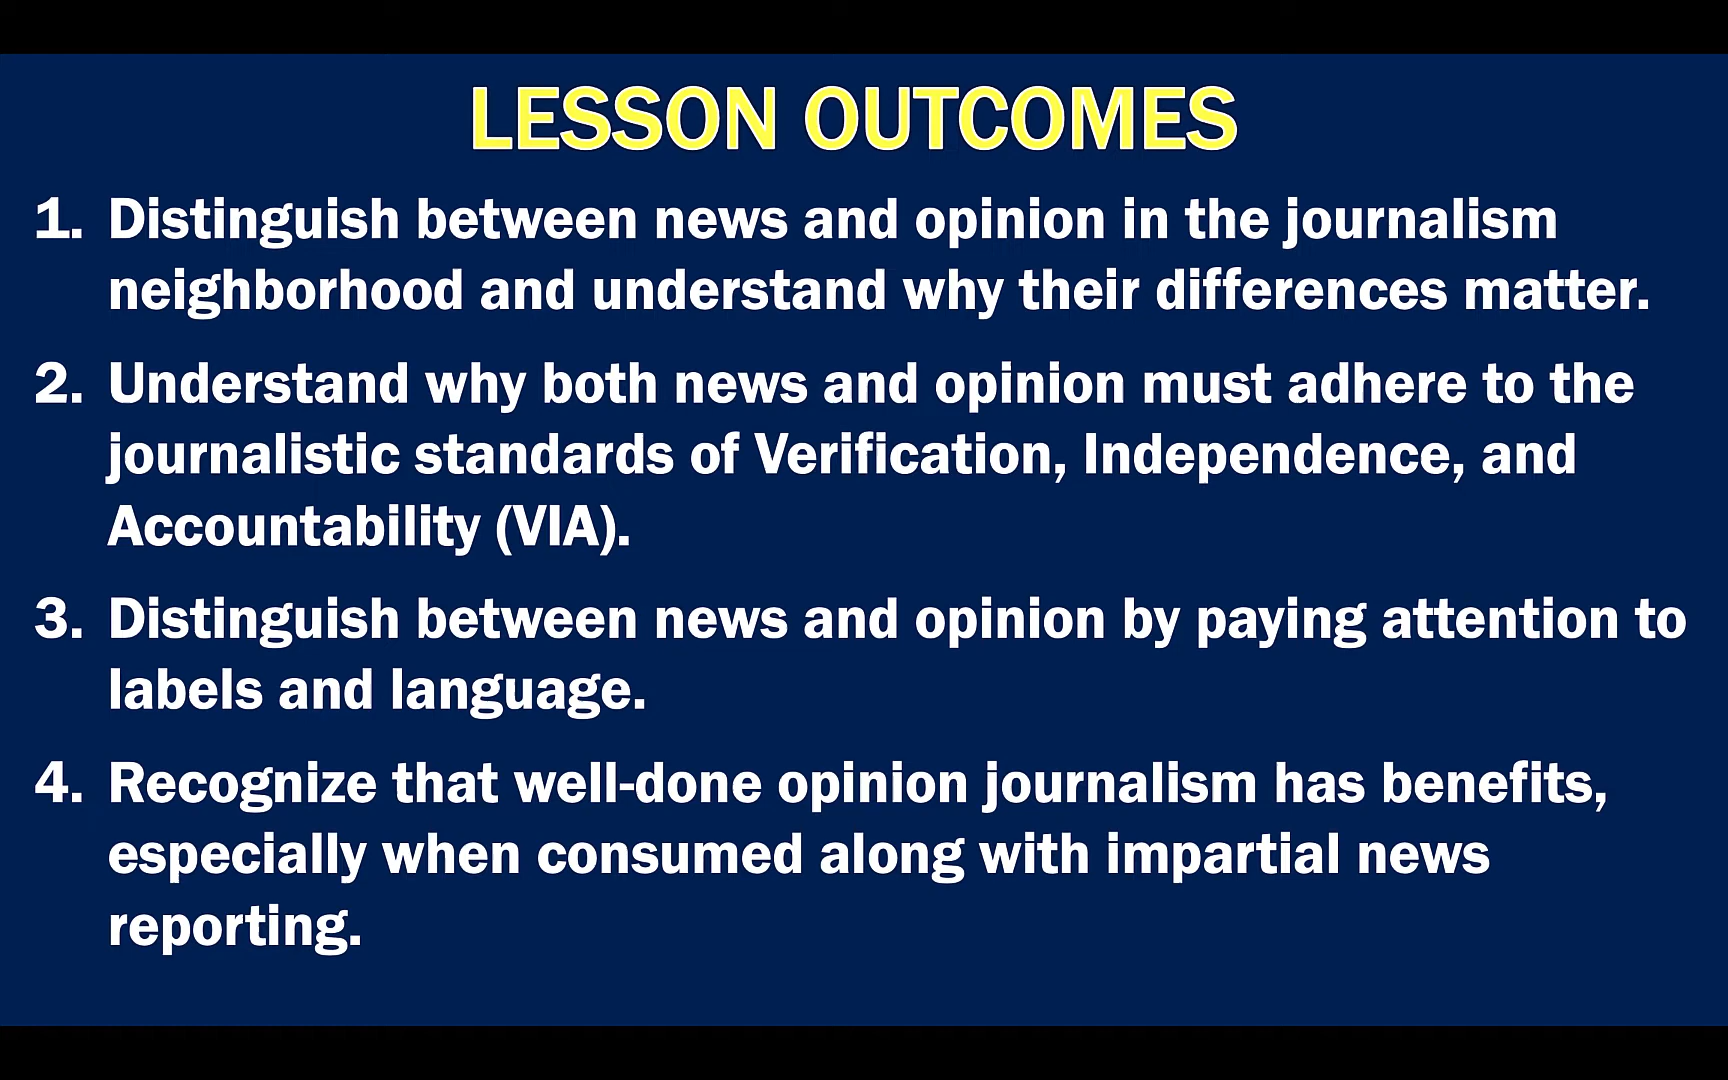 LESSON OUTCOMES
1. Distinguish between news and opinion in the journalism
neighborhood and understand why their differences matter.
2. Understand why both news and opinion must adhere to the
journalistic standards of Verification, Independence, and
Accountability (VIA).
3. Distinguish between news and opinion by paying attention to
labels and language.
4. Recognize that well-done opinion journalism has benefits,
especially when consumed along with impartial news
reporting.